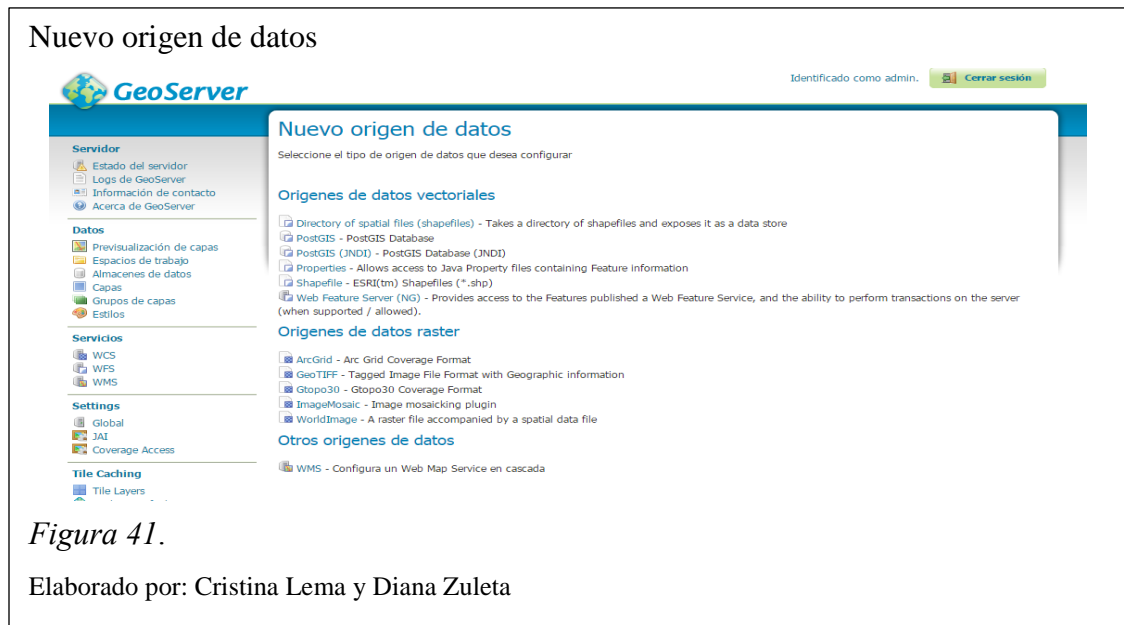 Nuevo origen de datos
GeoServer
Identificado como admin.
Cerrar sesión
Servidor
Estado del servidor
Logs de GeoServer
Información de contacto
Acerca de GeoServer
Datos
Previsualización de capas
Espacios de trabajo
Almacenes de datos
Capas
Grupos de capas
Estilos
Servicios
WCS
WFS
WMS
Settings
Global
JAI
Coverage Access
Tile Caching
Tile Layers
Nuevo origen de datos
Seleccione el tipo de origen de datos que desea configurar
Origenes de datos vectoriales
Directory of spatial files (shapefiles) - Takes a directory of shapefiles and exposes it as a data store
PostGIS - PostGIS Database
PostGIS (JNDI) - PostGIS Database (JNDI)
Properties - Allows access to Java Property files containing Feature information
Shapefile - ESRI(tm) Shapefiles (*.shp)
Web Feature Server (NG) - Provides access to the Features published a Web Feature Service, and the ability to perform transactions on the server
(when supported / allowed).
Origenes de datos raster
ArcGrid - Arc Grid Coverage Format
GeoTIFF - Tagged Image File Format with Geographic information
Gtopo30 - Gtopo30 Coverage Format
ImageMosaic - Image mosaicking plugin
WorldImage - A raster file accompanied by a spatial data file
Otros origenes de datos
WMS - Configura un Web Map Service en cascada
Figura 41.
Elaborado por: Cristina Lema y Diana Zuleta